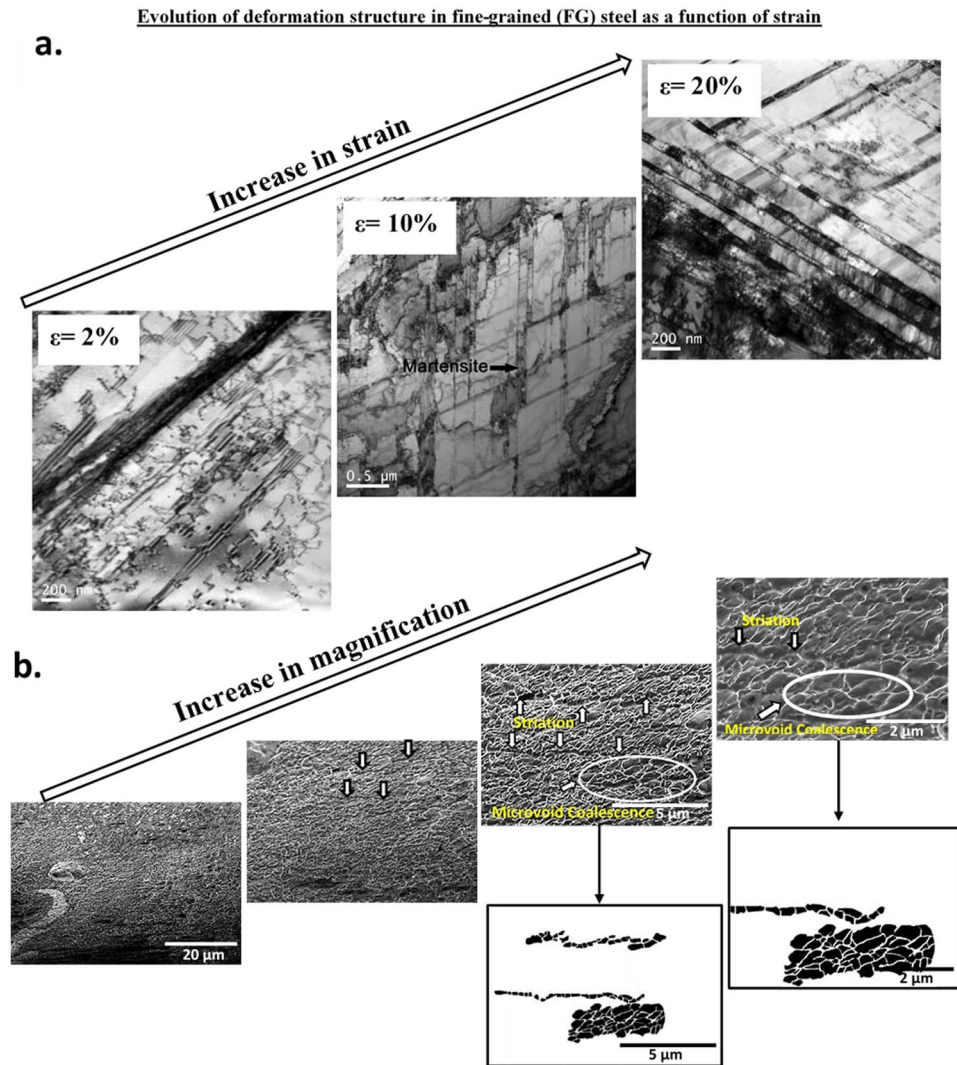 Evolution of deformation structure in fine-grained (FG) steel as a function of strain
a.
Increase in strain
ε= 20%
200 nm
ε= 10%
Martensite
0.5 µm
ε= 2%
200 nm
b.
Increase in magnification
20 µm
Striation
Microvoid Coalescence
5 µm
Striation
Microvoid Coalescence
2 µm
5 µm
2 µm